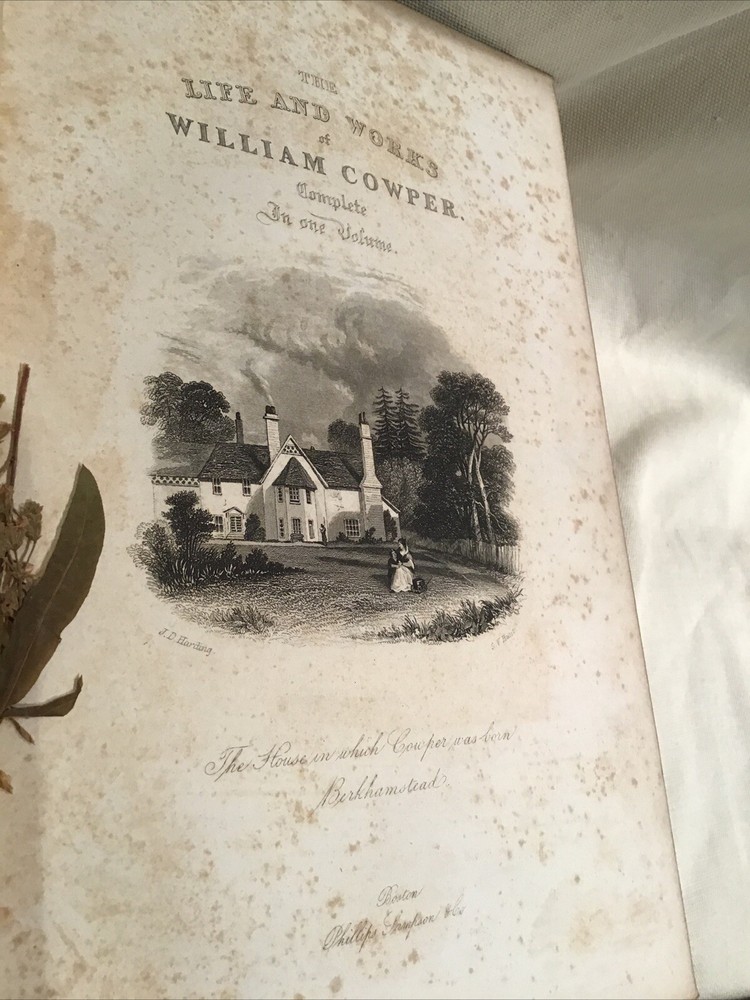 THE
LIFE AND WORKS
of
WILLIAM COWPER.
Complete
In one Volume.
J. D. Harding.
The House in which Cowper was born
Berkhamstead.
Boston
Phillips Sampson & Co